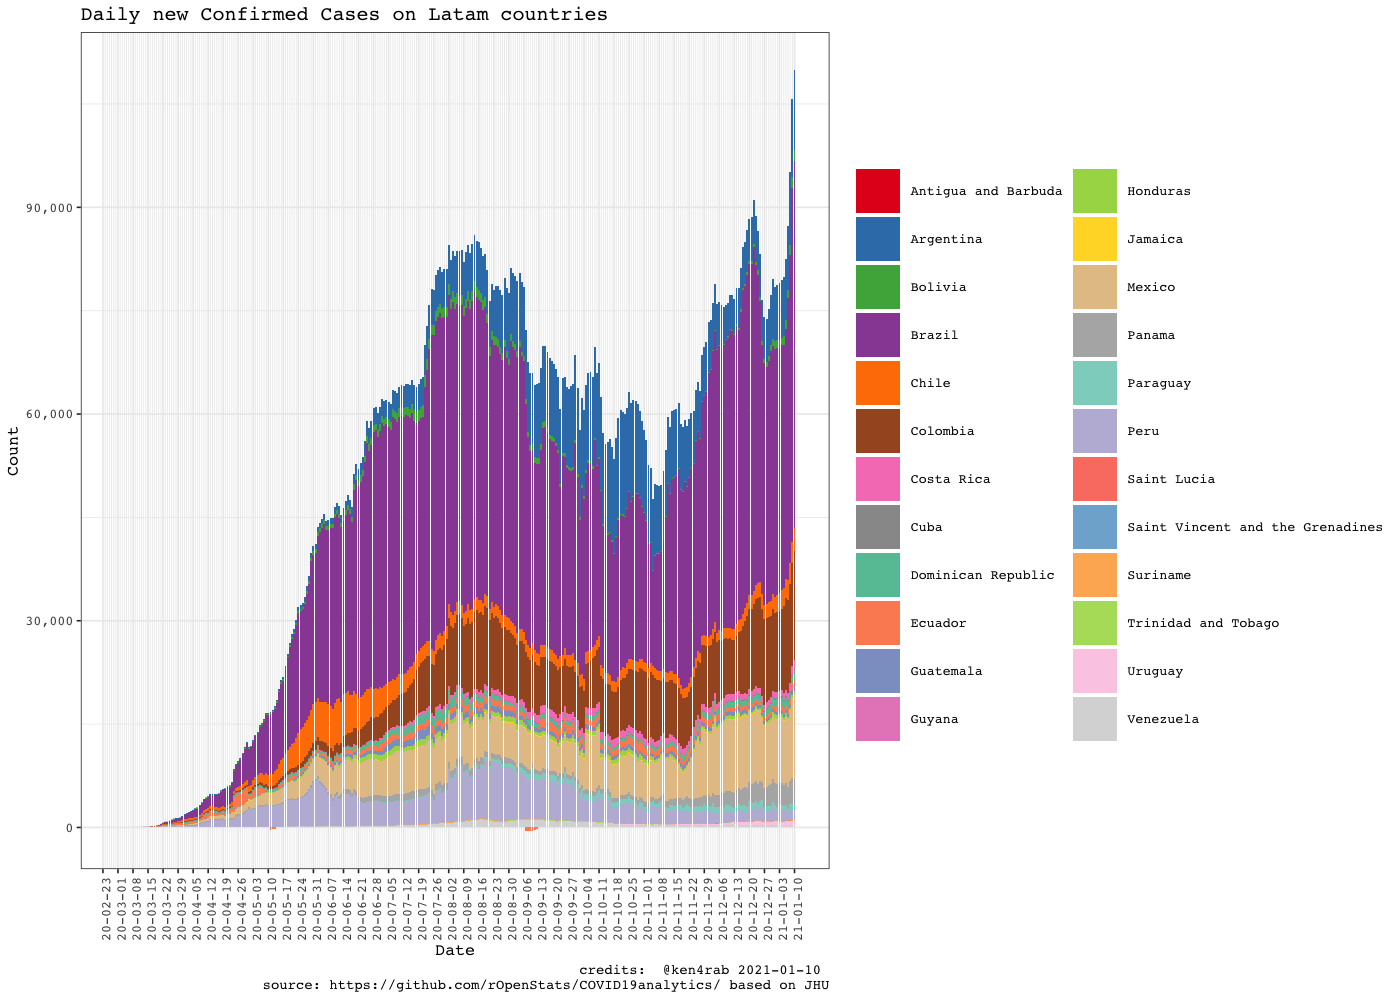 Daily new Confirmed Cases on Latam countries
Count
90,000
60,000
30,000
0
20-02-23
20-03-01
20-03-08
20-03-15
20-03-22
20-03-29
20-04-05
20-04-12
20-04-19
20-04-26
20-05-03
20-05-10
20-05-17
20-05-24
20-05-31
20-06-07
20-06-14
20-06-21
20-06-28
20-07-05
20-07-12
20-07-19
20-07-26
20-08-02
20-08-09
20-08-16
20-08-23
20-08-30
20-09-06
20-09-13
20-09-20
20-09-27
20-10-04
20-10-11
20-10-18
20-10-25
20-11-01
20-11-08
20-11-15
20-11-22
20-11-29
20-12-06
20-12-13
20-12-20
20-12-27
21-01-03
21-01-10
Date
Antigua and Barbuda
Argentina
Bolivia
Brazil
Chile
Colombia
Costa Rica
Cuba
Dominican Republic
Ecuador
Guatemala
Guyana
Honduras
Jamaica
Mexico
Panama
Paraguay
Peru
Saint Lucia
Saint Vincent and the Grenadines
Suriname
Trinidad and Tobago
Uruguay
Venezuela
credits:  @ken4rab 2021-01-10
source: https://github.com/rOpenStats/COVID19analytics/ based on JHU